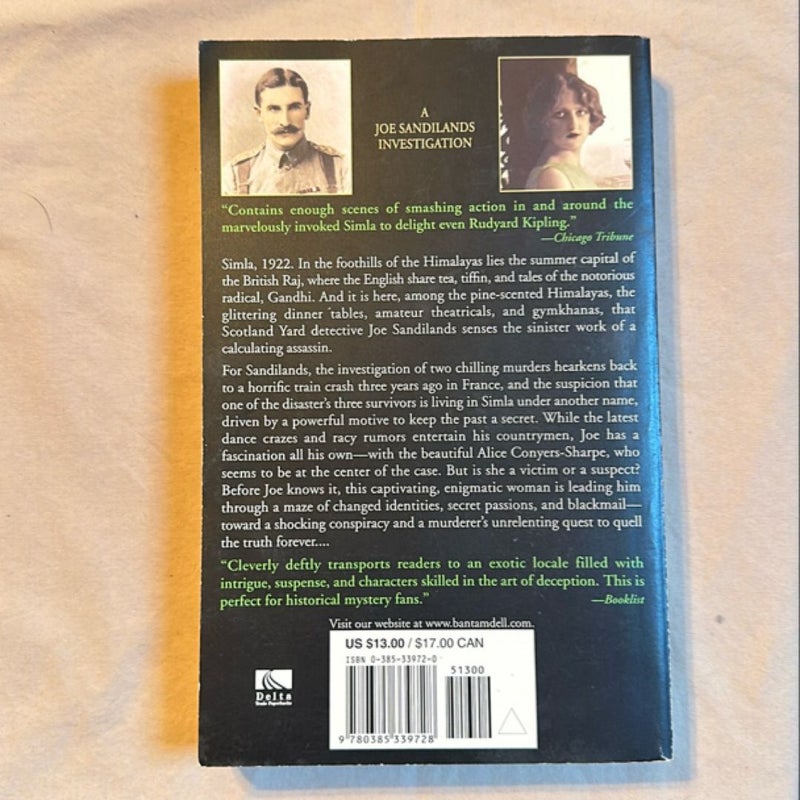 A
JOE SANDILANDS
INVESTIGATION
“Contains enough scenes of smashing action in and around the
marvelously invoked Simla to delight even Rudyard Kipling.”
—Chicago Tribune
Simla, 1922. In the foothills of the Himalayas lies the summer capital of
the British Raj, where the English share tea, tiffin, and tales of the notorious
radical, Gandhi. And it is here, among the pine-scented Himalayas, the
glittering dinner tables, amateur theatricals, and gymkhanas, that
Scotland Yard detective Joe Sandilands senses the sinister work of a
calculating assassin.
For Sandilands, the investigation of two chilling murders hearkens back
to a horrific train crash three years ago in France, and the suspicion that
one of the disaster's three survivors is living in Simla under another name,
driven by a powerful motive to keep the past a secret. While the latest
dance crazes and racy rumors entertain his countrymen, Joe has a
fascination all his own—with the beautiful Alice Conyers-Sharpe, who
seems to be at the center of the case. But is she a victim or a suspect?
Before Joe knows it, this captivating, enigmatic woman is leading him
through a maze of changed identities, secret passions, and blackmail—
toward a shocking conspiracy and a murderer's unrelenting quest to quell
the truth forever....
“Cleverly deftly transports readers to an exotic locale filled with
intrigue, suspense, and characters skilled in the art of deception. This is
perfect for historical mystery fans.”
—Booklist
Visit our website at www.bantamdell.com.
US $13.00 / $17.00 CAN
ISBN 0-385-33972-0
51300
9 780385 339728
Delta
Trade Paperbacks